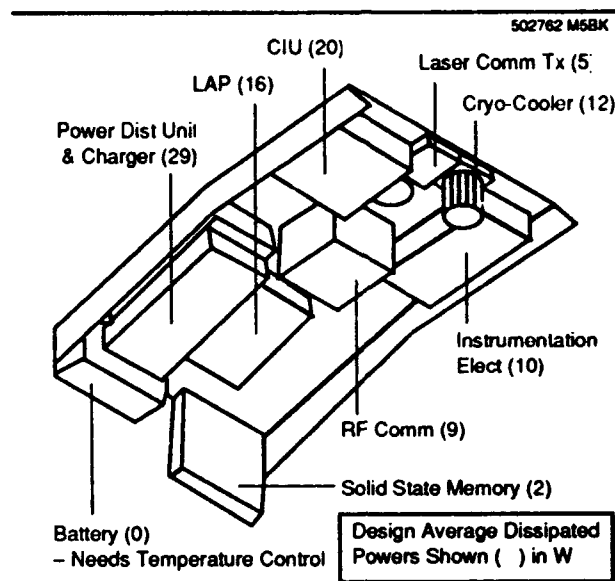 502762 M5BK
CIU (20)
Laser Comm Tx (5)
LAP (16)
Cryo-Cooler (12)
Power Dist Unit
& Charger (29)
Instrumentation
Elect (10)
RF Comm (9)
Solid State Memory (2)
Battery (0)
– Needs Temperature Control
Design Average Dissipated
Powers Shown ( ) in W